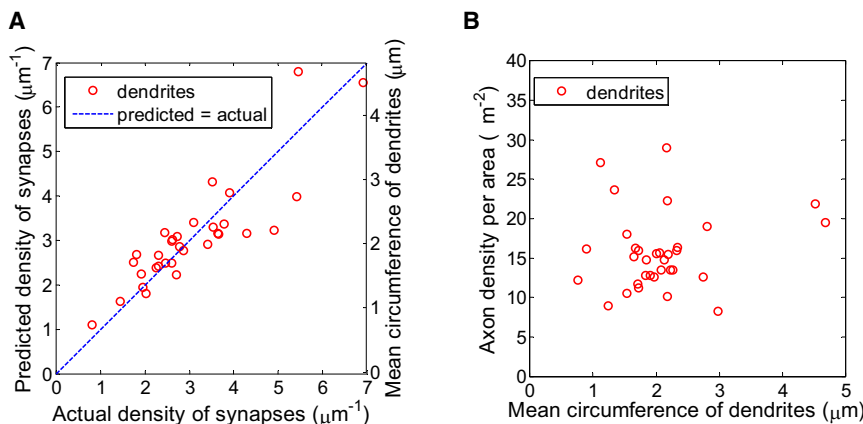 A
Predicted density of synapses (μm⁻¹)
7
6
5
4
3
2
1
0
dendrites
predicted = actual
4
3
2
1
0
Mean circumference of dendrites (μm)
0 1 2 3 4 5 6 7
Actual density of synapses (μm⁻¹)
B
Axon density per area ( m⁻²)
40
35
30
25
20
15
10
5
0
dendrites
0 1 2 3 4 5
Mean circumference of dendrites (μm)